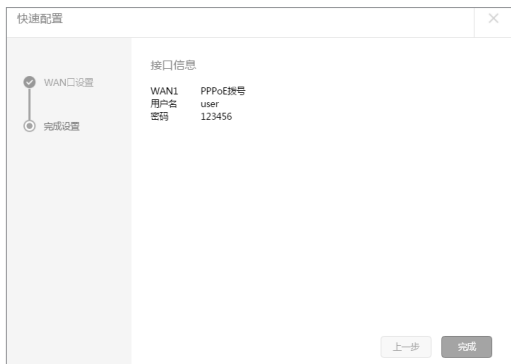 快速配置
WAN口设置
完成设置
接口信息
WAN1 PPPoE拨号
用户名 user
密码 123456
上一步 完成